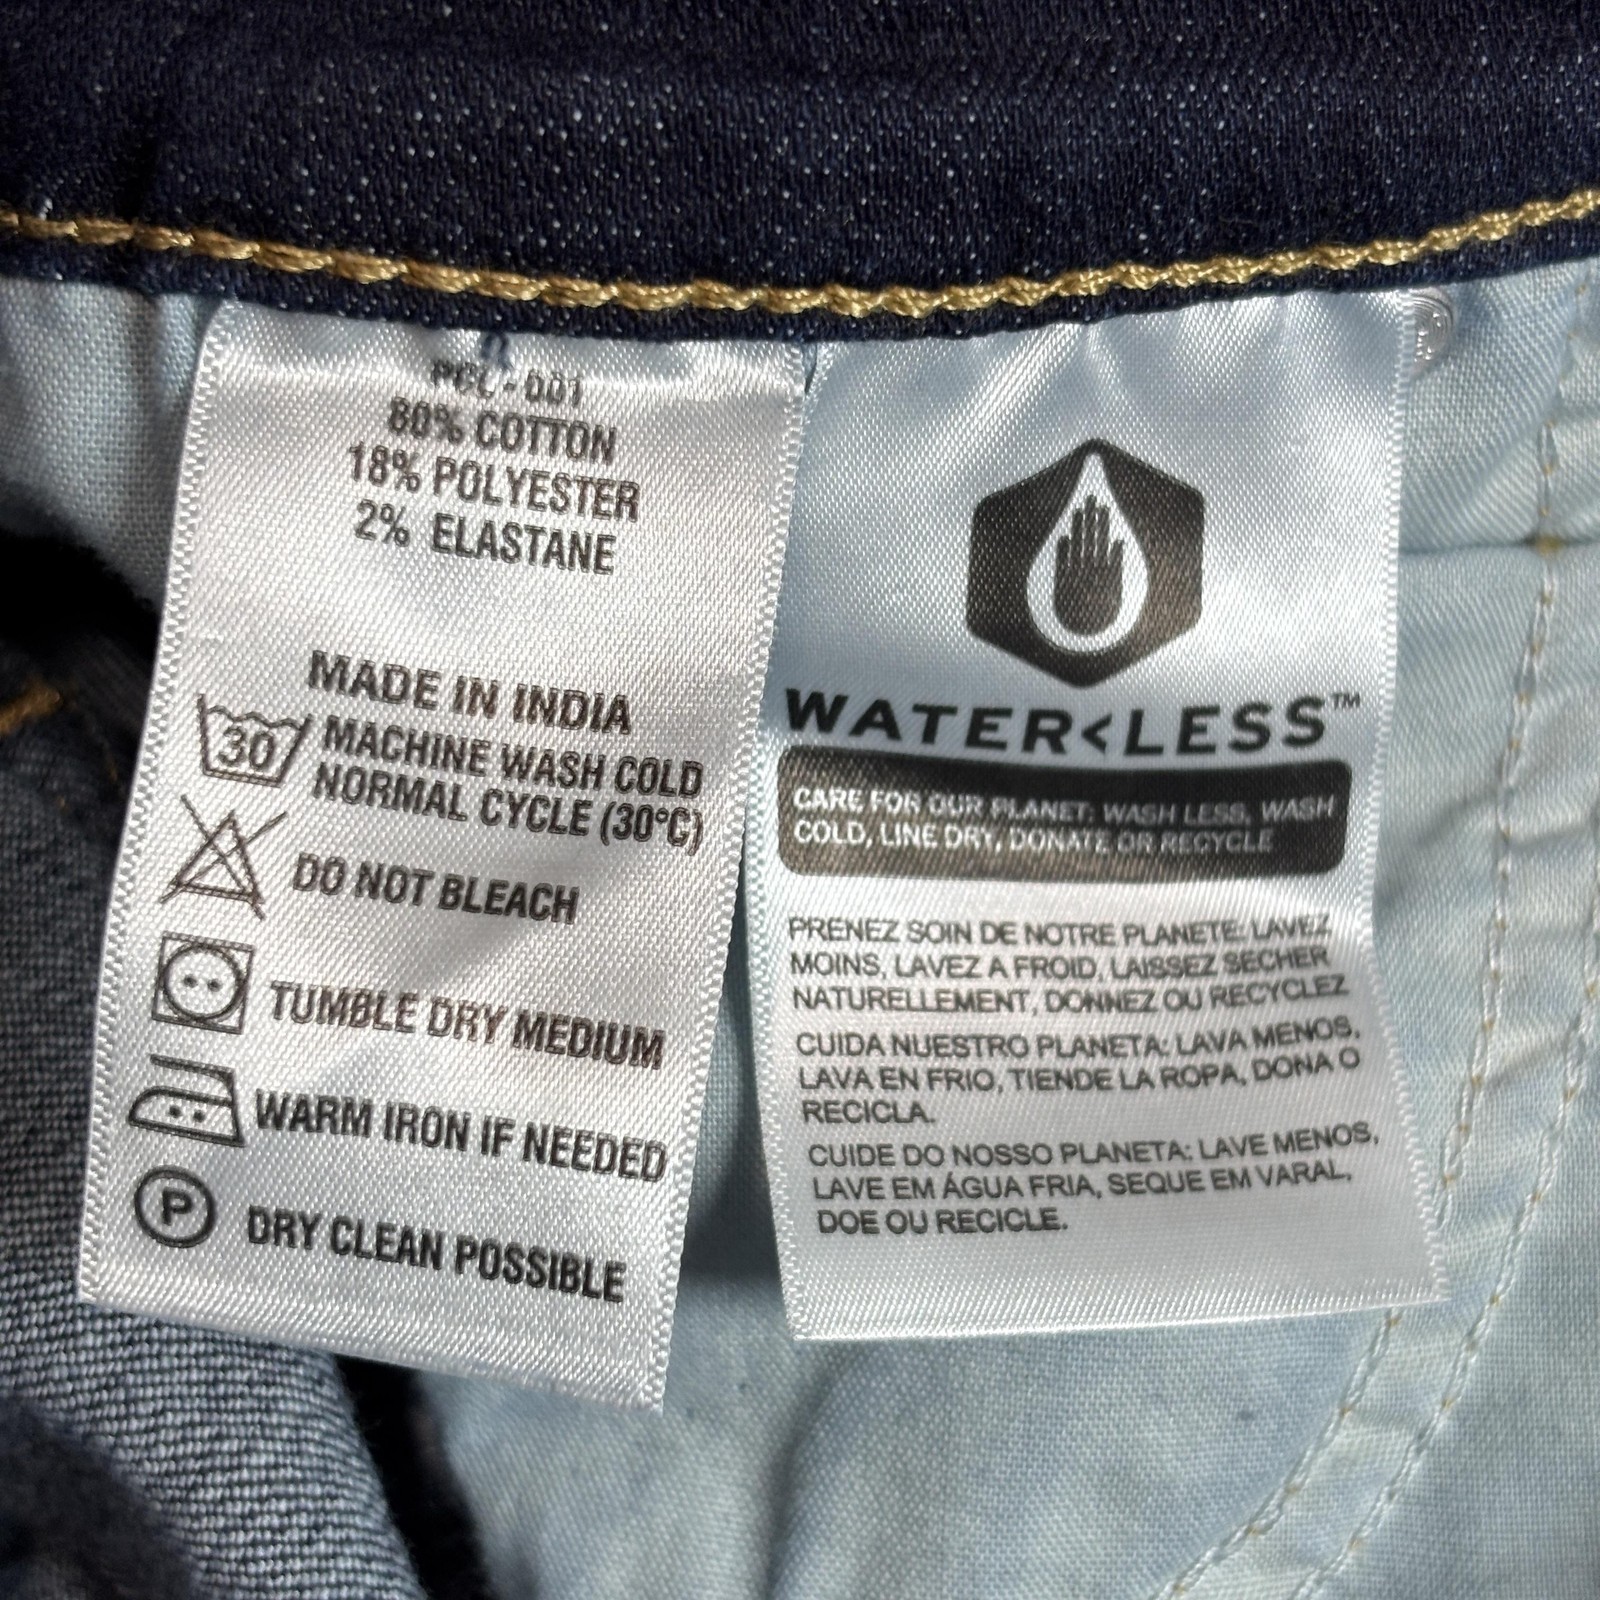 PCL - 001
80% COTTON
18% POLYESTER
2% ELASTANE
MADE IN INDIA
30
MACHINE WASH COLD
NORMAL CYCLE (30°C)
DO NOT BLEACH
TUMBLE DRY MEDIUM
WARM IRON IF NEEDED
P
DRY CLEAN POSSIBLE
WATER<LESS™
CARE FOR OUR PLANET: WASH LESS, WASH
COLD, LINE DRY, DONATE OR RECYCLE
PRENEZ SOIN DE NOTRE PLANETE: LAVEZ
MOINS, LAVEZ A FROID, LAISSEZ SECHER
NATURELLEMENT, DONNEZ OU RECYCLEZ
CUIDA NUESTRO PLANETA: LAVA MENOS,
LAVA EN FRIO, TIENDE LA ROPA, DONA O
RECICLA.
CUIDE DO NOSSO PLANETA: LAVE MENOS,
LAVE EM ÁGUA FRIA, SEQUE EM VARAL,
DOE OU RECICLE.